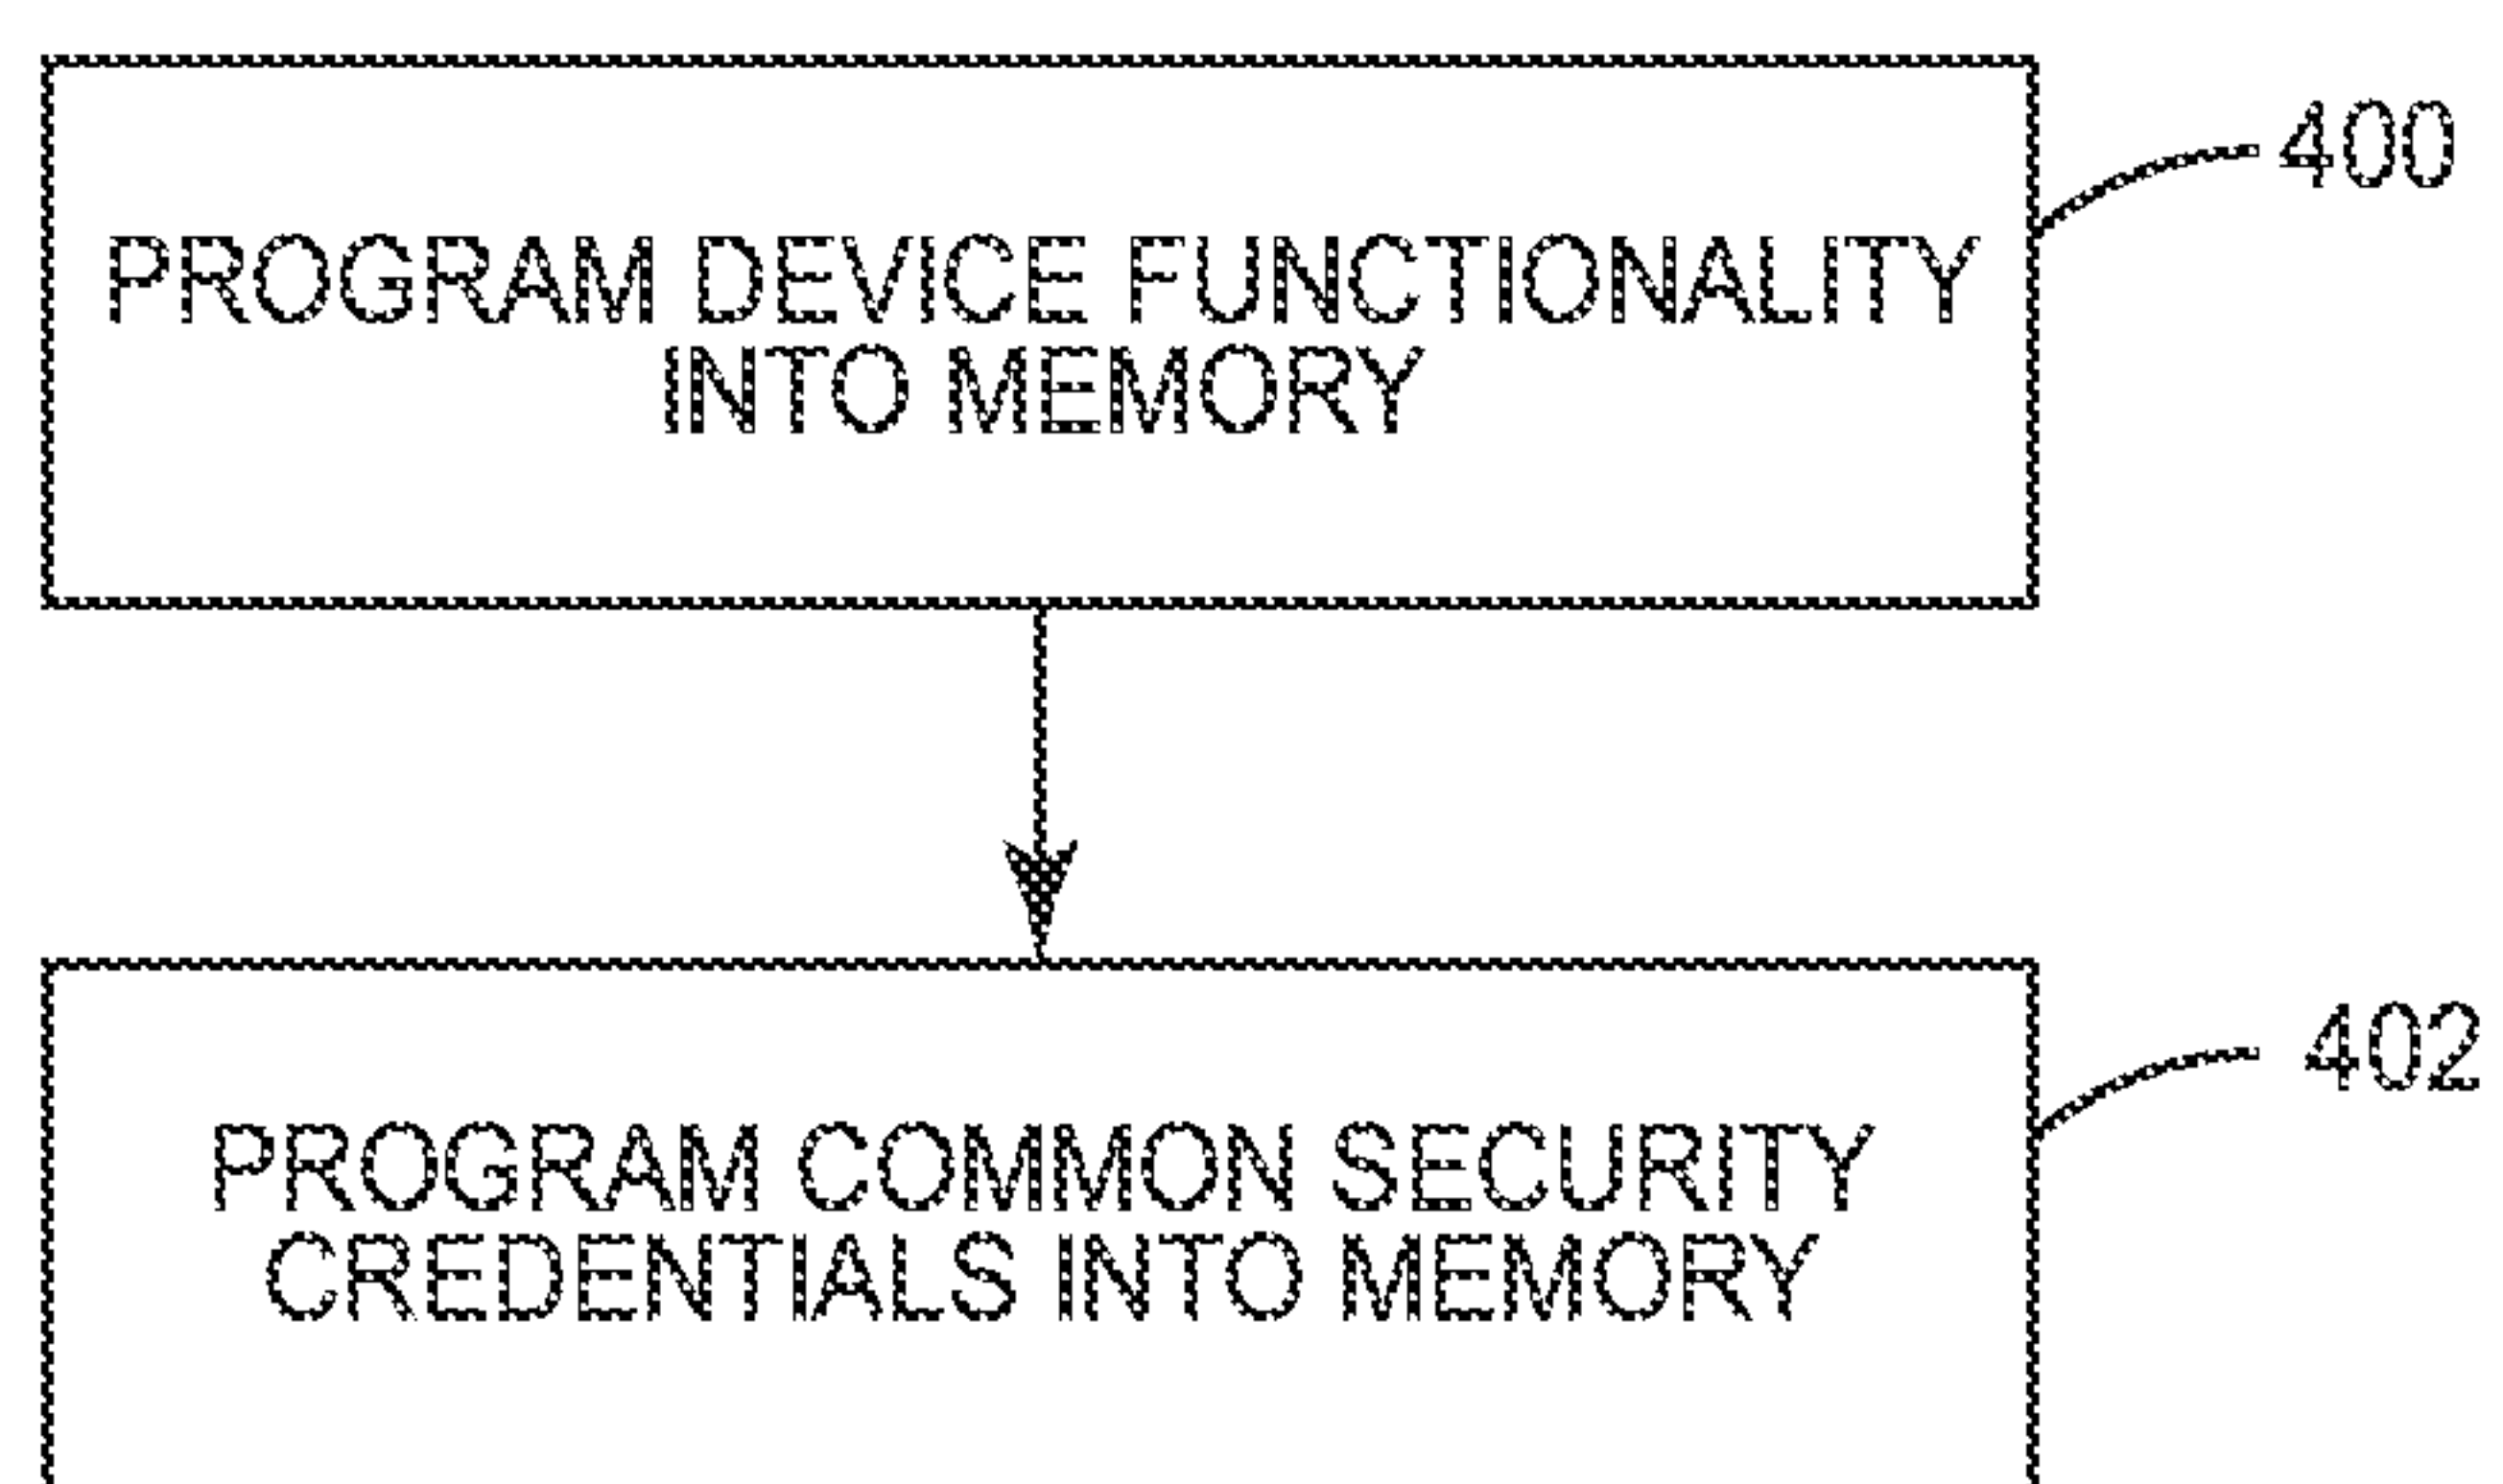 400
PROGRAM DEVICE FUNCTIONALITY
INTO MEMORY
402
PROGRAM COMMON SECURITY
CREDENTIALS INTO MEMORY